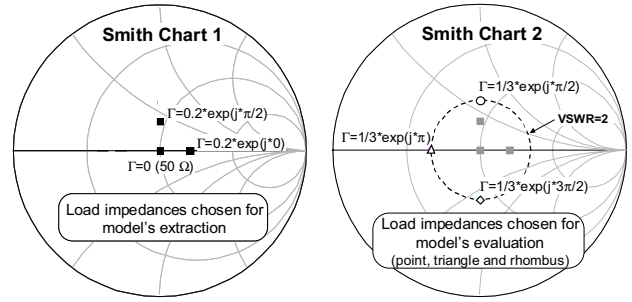 Smith Chart 1
Γ=0.2*exp(j*π/2)
Γ=0.2*exp(j*0)
Γ=0 (50 Ω)
Load impedances chosen for
model's extraction
Smith Chart 2
Γ=1/3*exp(j*π/2)
VSWR=2
Γ=1/3*exp(j*π)
Γ=1/3*exp(j*3π/2)
Load impedances chosen for
model's evaluation
(point, triangle and rhombus)